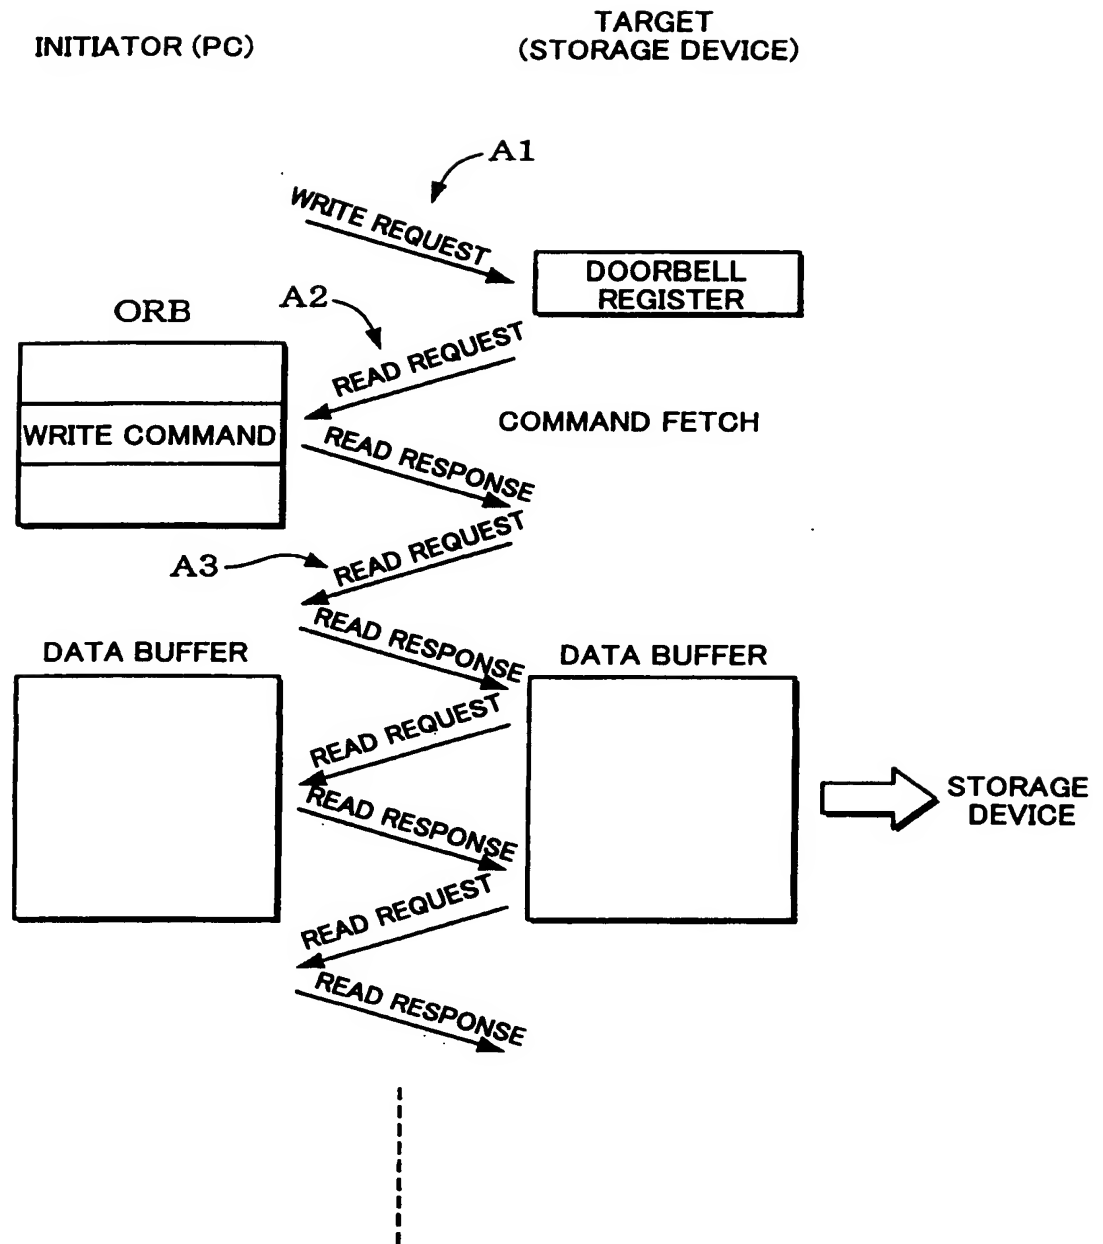 INITIATOR (PC)
TARGET
(STORAGE DEVICE)
A1
WRITE REQUEST
DOORBELL
REGISTER
A2
ORB
READ REQUEST
WRITE COMMAND
COMMAND FETCH
READ RESPONSE
READ REQUEST
A3
READ RESPONSE
DATA BUFFER
DATA BUFFER
READ REQUEST
READ RESPONSE
STORAGE
DEVICE
READ REQUEST
READ RESPONSE